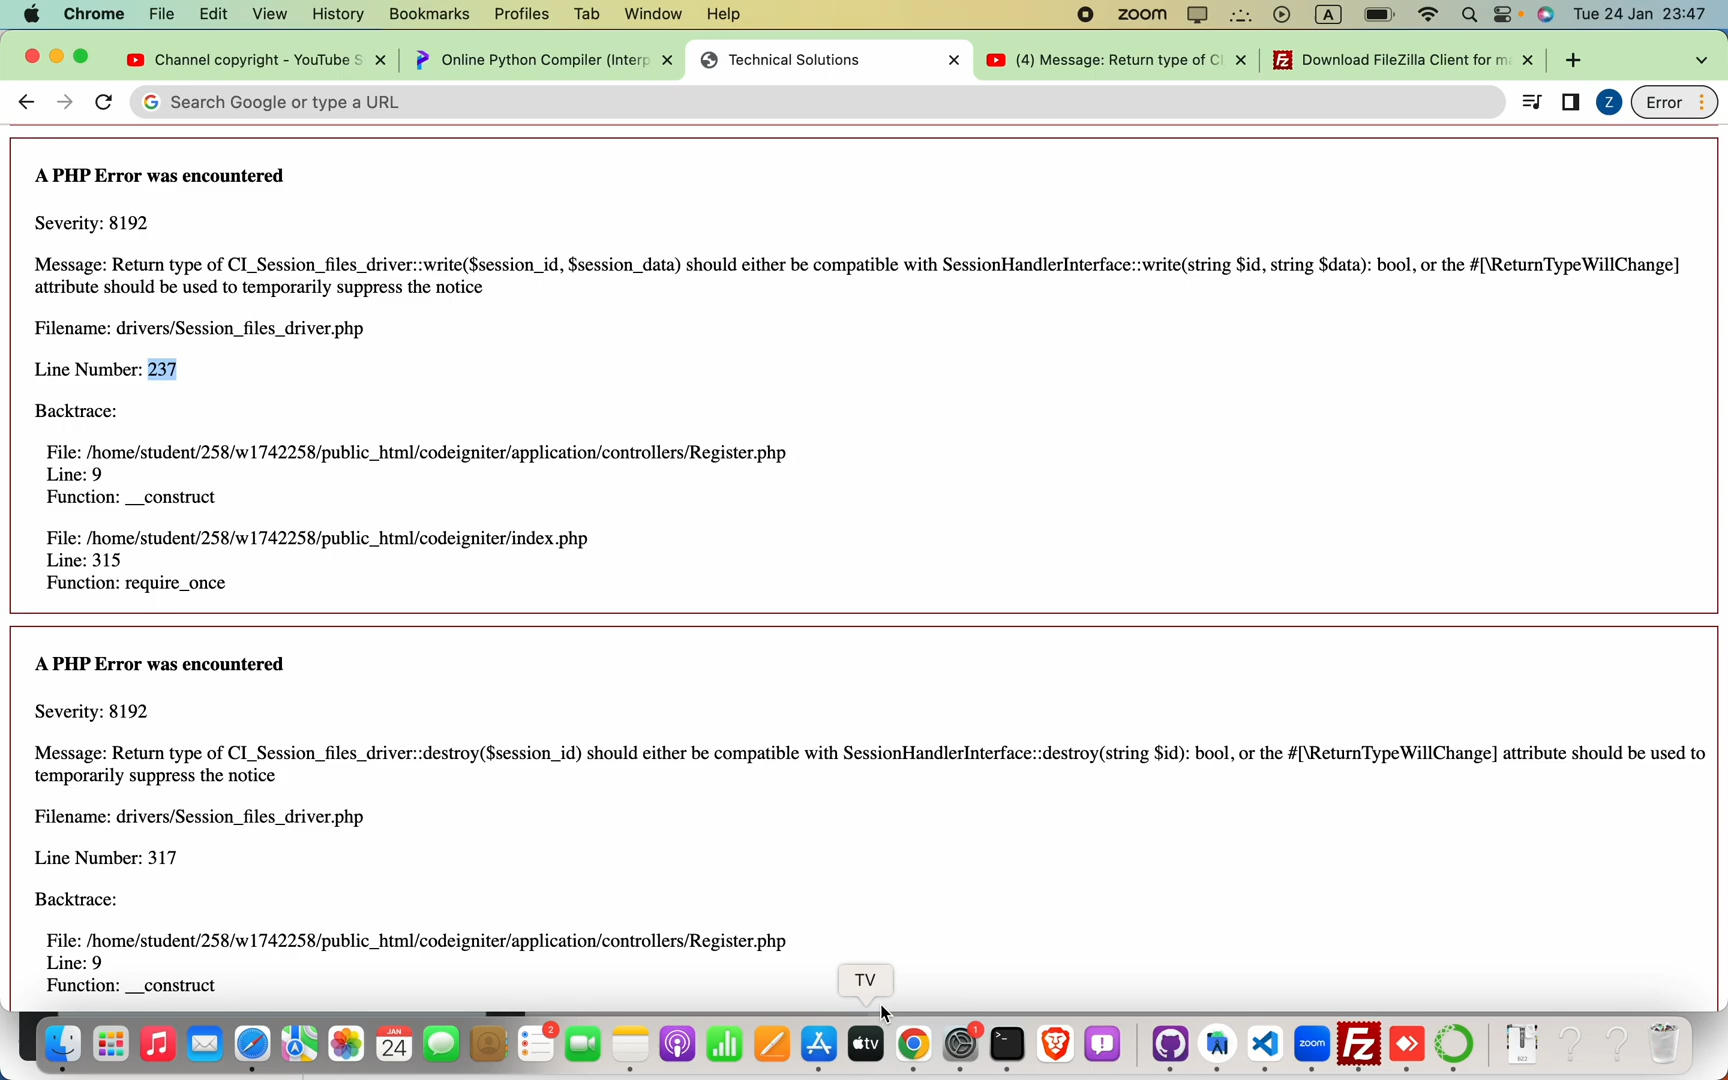 Chrome File Edit View History Bookmarks Profiles Tab Window Help zoom A Tue 24 Jan 23:47
Channel copyright - YouTube S Online Python Compiler (Interp Technical Solutions (4) Message: Return type of C Download FileZilla Client for ma
Search Google or type a URL Z Error
A PHP Error was encountered
Severity: 8192
Message: Return type of CI_Session_files_driver::write($session_id, $session_data) should either be compatible with SessionHandlerInterface::write(string $id, string $data): bool, or the #[\ReturnTypeWillChange]
attribute should be used to temporarily suppress the notice
Filename: drivers/Session_files_driver.php
Line Number: 237
Backtrace:
File: /home/student/258/w1742258/public_html/codeigniter/application/controllers/Register.php
Line: 9
Function: __construct
File: /home/student/258/w1742258/public_html/codeigniter/index.php
Line: 315
Function: require_once
A PHP Error was encountered
Severity: 8192
Message: Return type of CI_Session_files_driver::destroy($session_id) should either be compatible with SessionHandlerInterface::destroy(string $id): bool, or the #[\ReturnTypeWillChange] attribute should be used to
temporarily suppress the notice
Filename: drivers/Session_files_driver.php
Line Number: 317
Backtrace:
File: /home/student/258/w1742258/public_html/codeigniter/application/controllers/Register.php
Line: 9
Function: __construct
TV
JAN 24 2 tv 1 zoom Fz